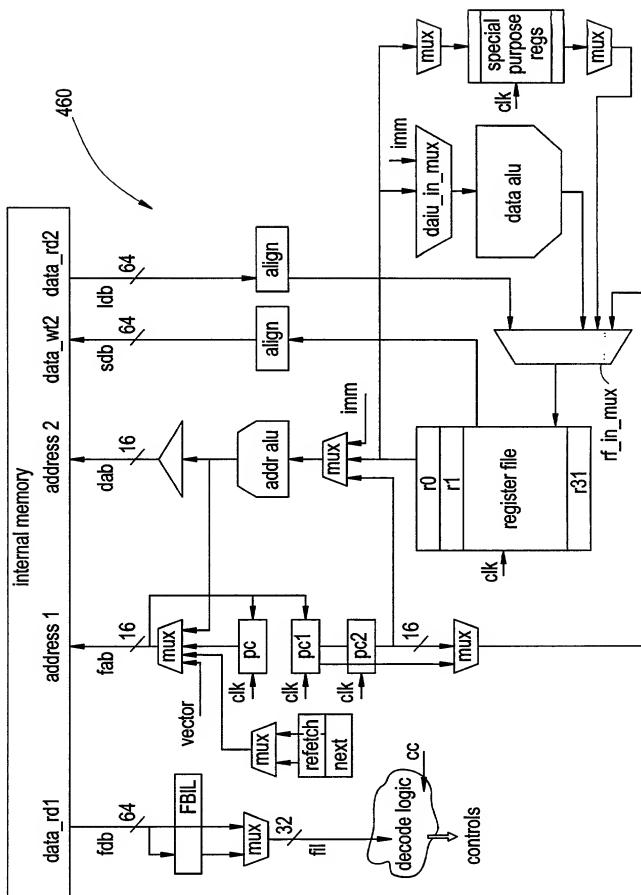 460
internal memory
data_rd1
address 1
address 2
data_wt2
data_rd2
fdb
64
fab
16
dab
16
sdb
64
ldb
64
FBIL
mux
32
fil
decode logic
cc
controls
vector
mux
mux
refetch
next
pc
clk
pc1
clk
pc2
clk
16
mux
addr alu
mux
imm
align
align
r0
r1
register file
r31
clk
rf_in_mux
imm
daiu_in_mux
data alu
mux
special
purpose
regs
clk
mux